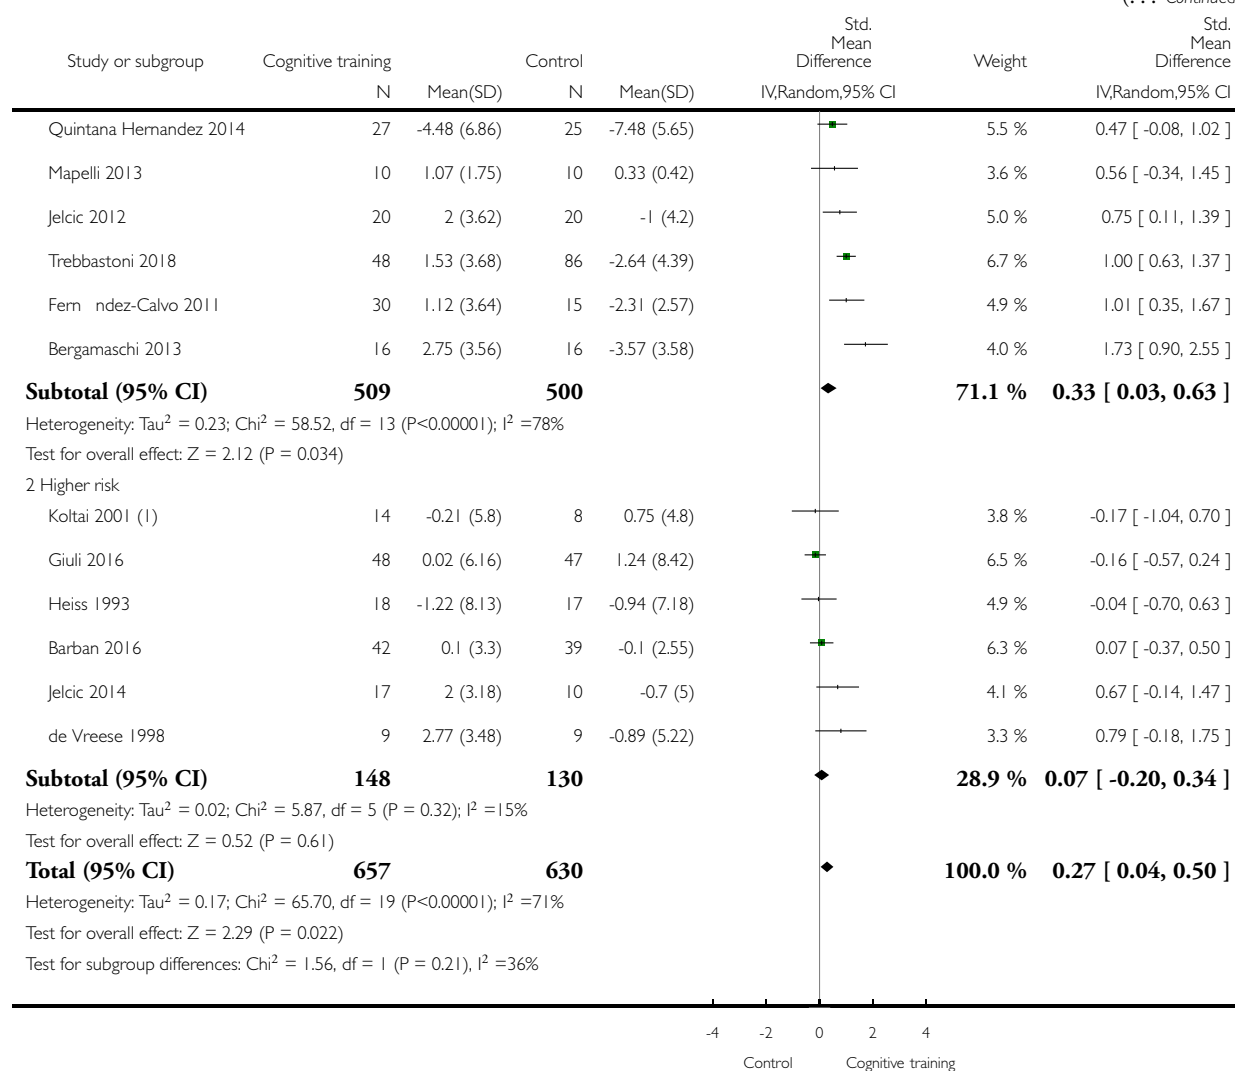 (. . . Continued
Std. Mean Difference Std. Mean Difference
Study or subgroup Cognitive training Control Weight
N Mean(SD) N Mean(SD) IV,Random,95% CI IV,Random,95% CI
Quintana Hernandez 2014 27 -4.48 (6.86) 25 -7.48 (5.65) 5.5 % 0.47 [ -0.08, 1.02 ]
Mapelli 2013 10 1.07 (1.75) 10 0.33 (0.42) 3.6 % 0.56 [ -0.34, 1.45 ]
Jelcic 2012 20 2 (3.62) 20 -1 (4.2) 5.0 % 0.75 [ 0.11, 1.39 ]
Trebbastoni 2018 48 1.53 (3.68) 86 -2.64 (4.39) 6.7 % 1.00 [ 0.63, 1.37 ]
Fern ndez-Calvo 2011 30 1.12 (3.64) 15 -2.31 (2.57) 4.9 % 1.01 [ 0.35, 1.67 ]
Bergamaschi 2013 16 2.75 (3.56) 16 -3.57 (3.58) 4.0 % 1.73 [ 0.90, 2.55 ]
Subtotal (95% CI) 509 500 71.1 % 0.33 [ 0.03, 0.63 ]
Heterogeneity: Tau² = 0.23; Chi² = 58.52, df = 13 (P<0.00001); I² =78%
Test for overall effect: Z = 2.12 (P = 0.034)
2 Higher risk
Koltai 2001 (1) 14 -0.21 (5.8) 8 0.75 (4.8) 3.8 % -0.17 [ -1.04, 0.70 ]
Giuli 2016 48 0.02 (6.16) 47 1.24 (8.42) 6.5 % -0.16 [ -0.57, 0.24 ]
Heiss 1993 18 -1.22 (8.13) 17 -0.94 (7.18) 4.9 % -0.04 [ -0.70, 0.63 ]
Barban 2016 42 0.1 (3.3) 39 -0.1 (2.55) 6.3 % 0.07 [ -0.37, 0.50 ]
Jelcic 2014 17 2 (3.18) 10 -0.7 (5) 4.1 % 0.67 [ -0.14, 1.47 ]
de Vreese 1998 9 2.77 (3.48) 9 -0.89 (5.22) 3.3 % 0.79 [ -0.18, 1.75 ]
Subtotal (95% CI) 148 130 28.9 % 0.07 [ -0.20, 0.34 ]
Heterogeneity: Tau² = 0.02; Chi² = 5.87, df = 5 (P = 0.32); I² =15%
Test for overall effect: Z = 0.52 (P = 0.61)
Total (95% CI) 657 630 100.0 % 0.27 [ 0.04, 0.50 ]
Heterogeneity: Tau² = 0.17; Chi² = 65.70, df = 19 (P<0.00001); I² =71%
Test for overall effect: Z = 2.29 (P = 0.022)
Test for subgroup differences: Chi² = 1.56, df = 1 (P = 0.21), I² =36%
-4 -2 0 2 4
Control Cognitive training